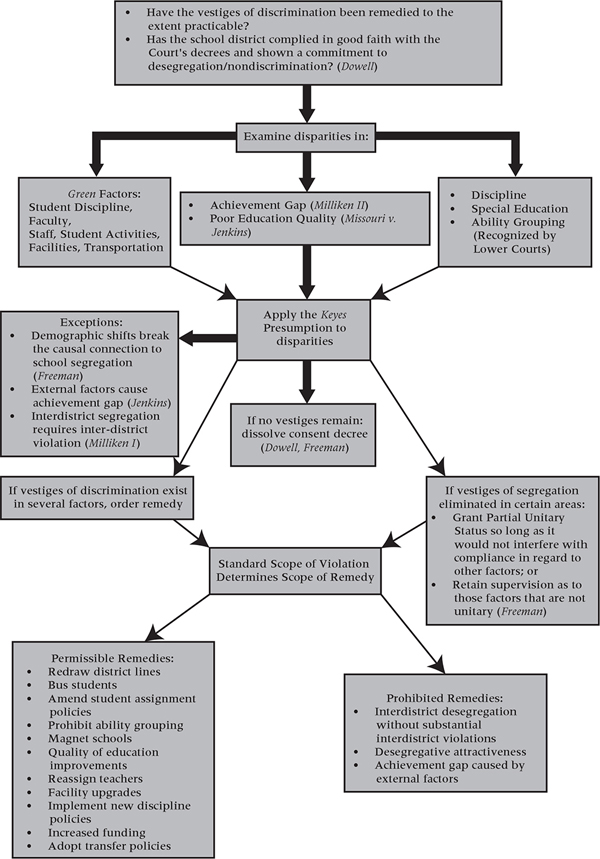 • Have the vestiges of discrimination been remedied to the
extent practicable?
• Has the school district complied in good faith with the
Court's decrees and shown a commitment to
desegregation/nondiscrimination? (Dowell)
Examine disparities in:
Green Factors:
Student Discipline,
Faculty,
Staff, Student Activities,
Facilities, Transportation
• Achievement Gap (Milliken II)
• Poor Education Quality (Missouri v.
Jenkins)
• Discipline
• Special Education
• Ability Grouping
(Recognized by
Lower Courts)
Apply the Keyes
Presumption to
disparities
Exceptions:
• Demographic shifts break
the causal connection to
school segregation
(Freeman)
• External factors cause
achievement gap (Jenkins)
• Interdistrict segregation
requires inter-district
violation (Milliken I)
If no vestiges remain:
dissolve consent decree
(Dowell, Freeman)
If vestiges of discrimination exist
in several factors, order remedy
If vestiges of segregation
eliminated in certain areas:
• Grant Partial Unitary
Status so long as it
would not interfere with
compliance in regard to
other factors; or
• Retain supervision as to
those factors that are not
unitary (Freeman)
Standard Scope of Violation
Determines Scope of Remedy
Permissible Remedies:
• Redraw district lines
• Bus students
• Amend student assignment
policies
• Prohibit ability grouping
• Magnet schools
• Quality of education
improvements
• Reassign teachers
• Facility upgrades
• Implement new discipline
policies
• Increased funding
• Adopt transfer policies
Prohibited Remedies:
• Interdistrict desegregation
without substantial
interdistrict violations
• Desegregative attractiveness
• Achievement gap caused by
external factors